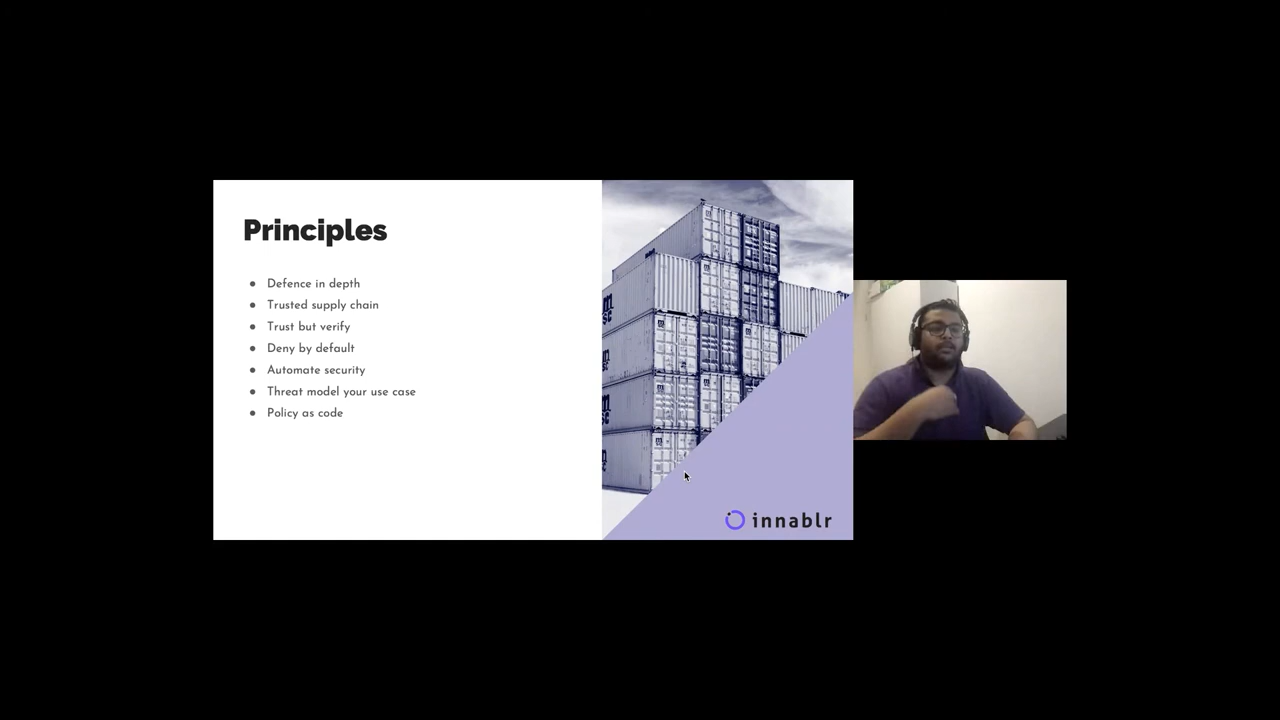 Principles
● Defence in depth
● Trusted supply chain
● Trust but verify
● Deny by default
● Automate security
● Threat model your use case
● Policy as code
innablr